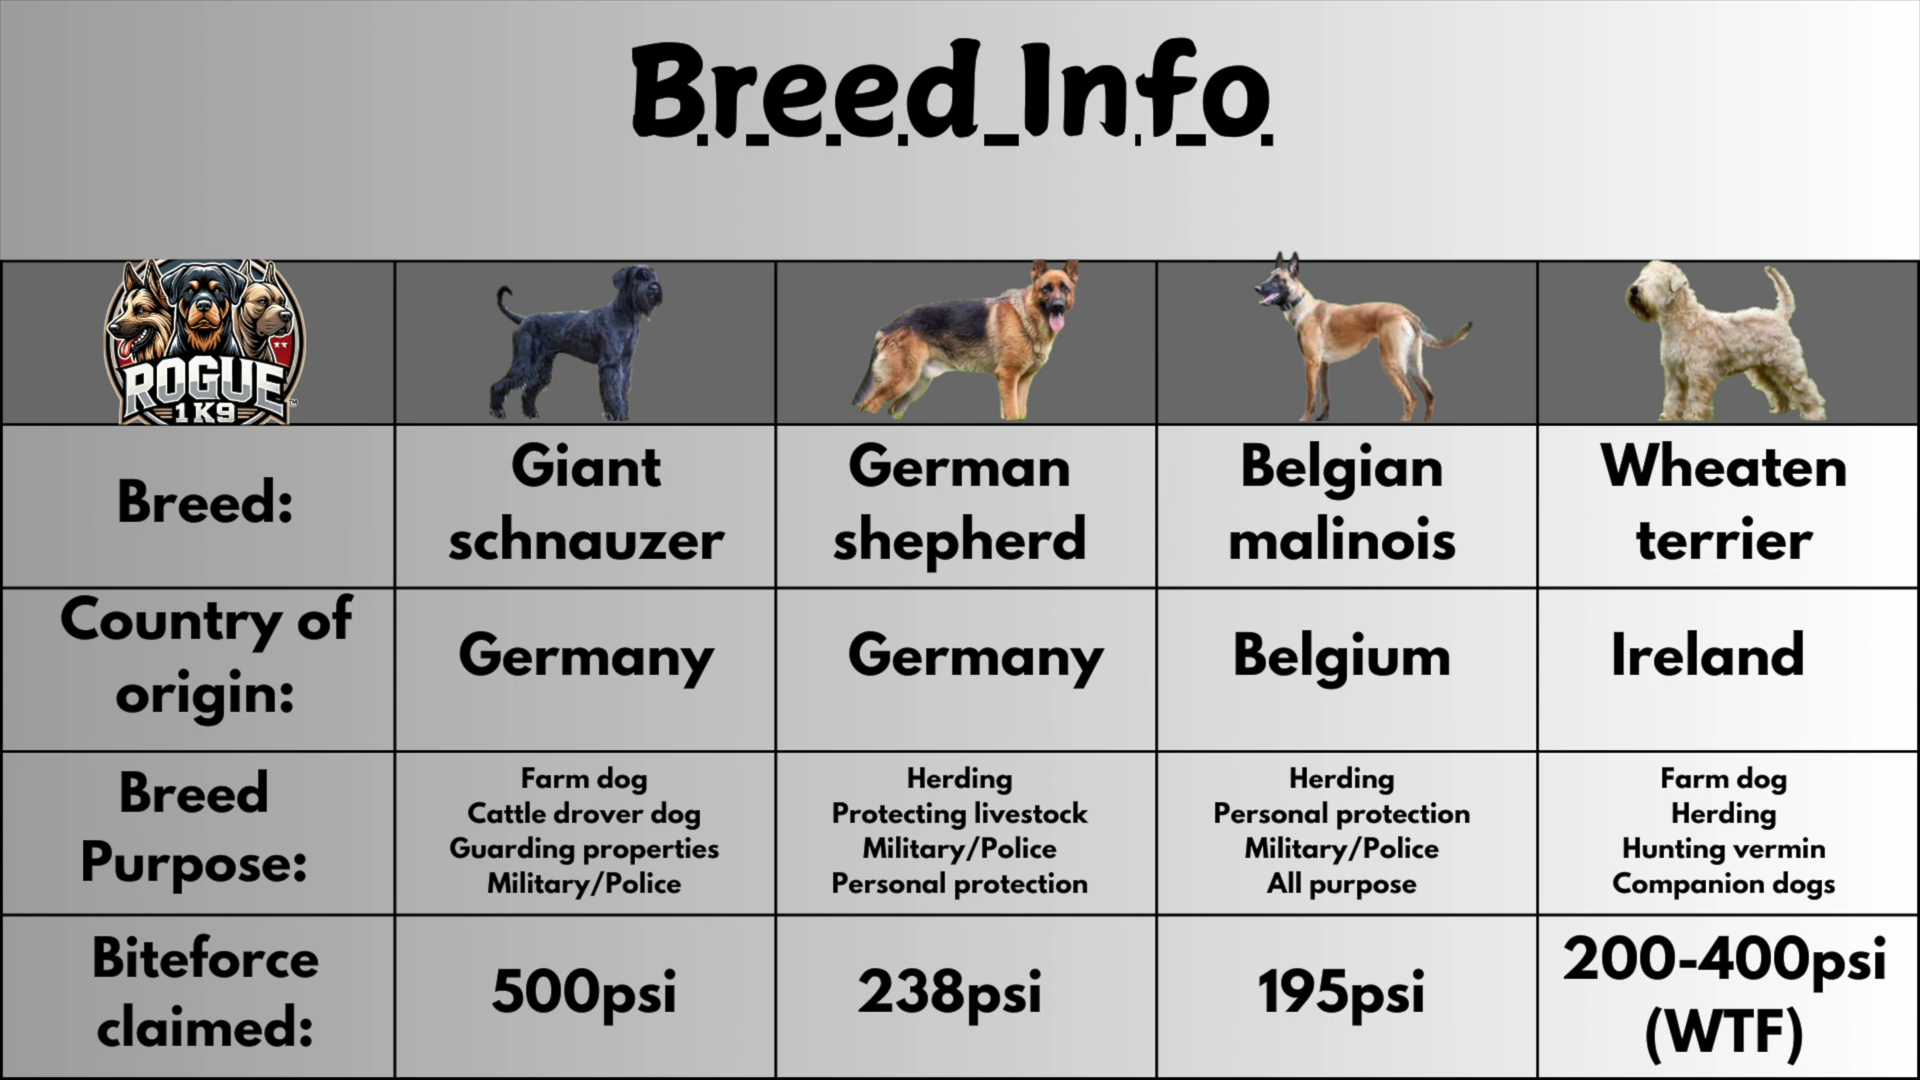 Breed Info
ROGUE
1K9
™
Breed:
Giant
schnauzer
German
shepherd
Belgian
malinois
Wheaten
terrier
Country of
origin:
Germany
Germany
Belgium
Ireland
Breed
Purpose:
Farm dog
Cattle drover dog
Guarding properties
Military/Police
Herding
Protecting livestock
Military/Police
Personal protection
Herding
Personal protection
Military/Police
All purpose
Farm dog
Herding
Hunting vermin
Companion dogs
Biteforce
claimed:
500psi
238psi
195psi
200-400psi
(WTF)